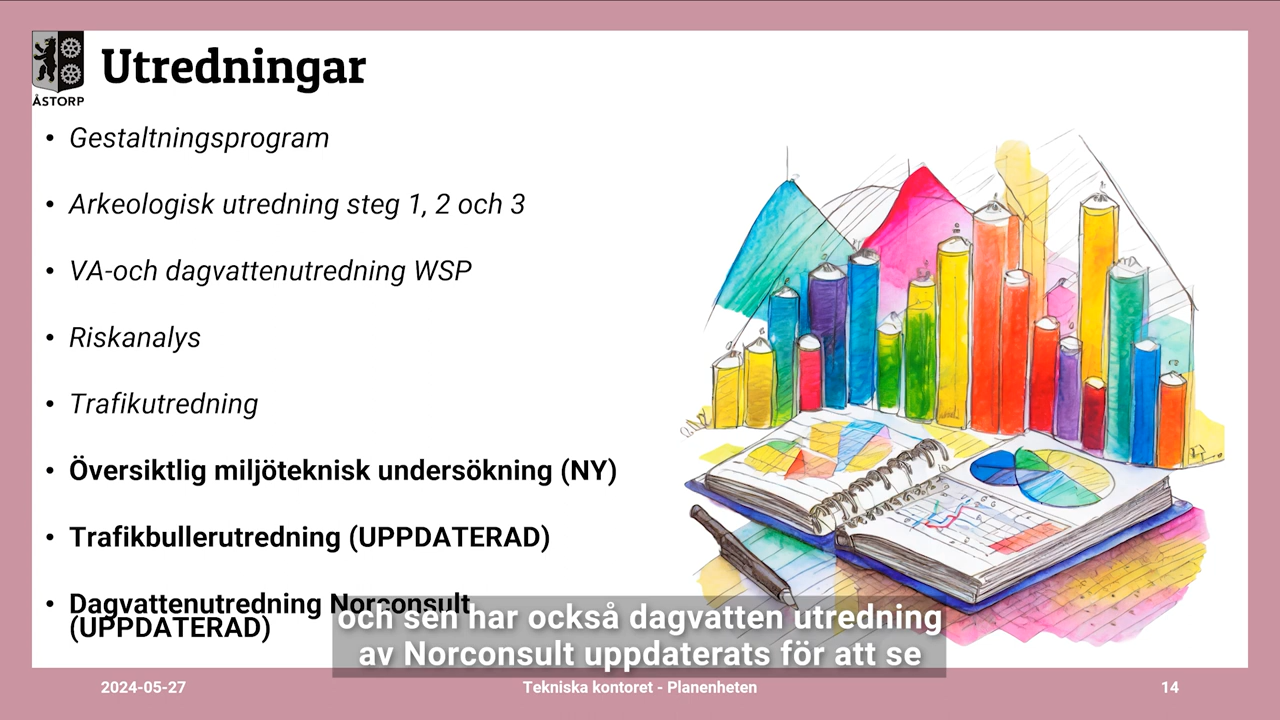 ÅSTORP
Utredningar
• Gestaltningsprogram
• Arkeologisk utredning steg 1, 2 och 3
• VA-och dagvattenutredning WSP
• Riskanalys
• Trafikutredning
• Översiktlig miljöteknisk undersökning (NY)
• Trafikbullerutredning (UPPDATERAD)
• Dagvattenutredning Norconsult
(UPPDATERAD)
och sen har också dagvatten utredning
av Norconsult uppdaterats för att se
2024-05-27
Tekniska kontoret - Planenheten
14